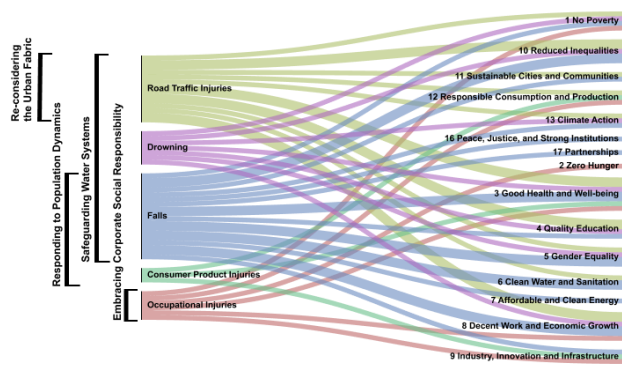 Re-considering
the Urban Fabric
Responding to Population Dynamics
Safeguarding Water Systems
Embracing Corporate Social Responsibility
Road Traffic Injuries
Drowning
Falls
Consumer Product Injuries
Occupational Injuries
1 No Poverty
10 Reduced Inequalities
11 Sustainable Cities and Communities
12 Responsible Consumption and Production
13 Climate Action
16 Peace, Justice, and Strong Institutions
17 Partnerships
2 Zero Hunger
3 Good Health and Well-being
4 Quality Education
5 Gender Equality
6 Clean Water and Sanitation
7 Affordable and Clean Energy
8 Decent Work and Economic Growth
9 Industry, Innovation and Infrastructure